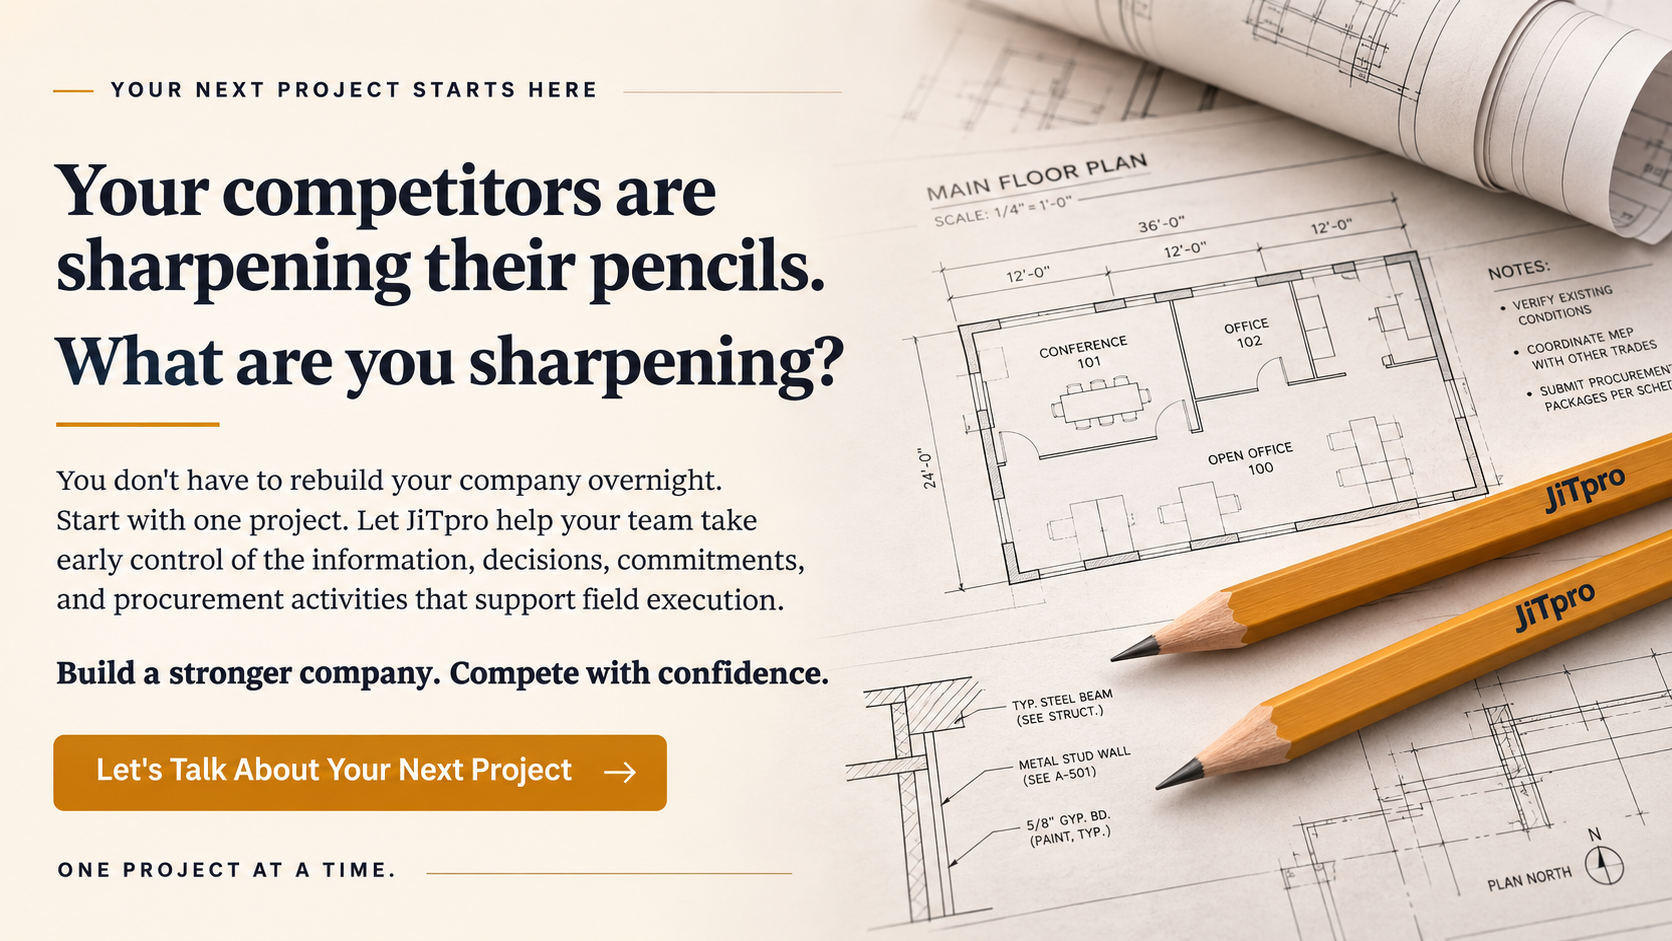 YOUR NEXT PROJECT STARTS HERE
Your competitors are
sharpening their pencils.
What are you sharpening?
You don't have to rebuild your company overnight.
Start with one project. Let JiTpro help your team take
early control of the information, decisions, commitments,
and procurement activities that support field execution.
Build a stronger company. Compete with confidence.
Let's Talk About Your Next Project →
ONE PROJECT AT A TIME.
MAIN FLOOR PLAN
SCALE: 1/4" = 1'-0"
36'-0"
12'-0"
12'-0"
12'-0"
24'-0"
CONFERENCE
101
OFFICE
102
OPEN OFFICE
100
NOTES:
• VERIFY EXISTING
CONDITIONS
• COORDINATE MEP
WITH OTHER TRADES
• SUBMIT PROCUREMENT
PACKAGES PER SCHED
JiTpro
JiTpro
TYP. STEEL BEAM
(SEE STRUCT.)
METAL STUD WALL
(SEE A-501)
5/8" GYP. BD.
(PAINT, TYP.)
N
PLAN NORTH